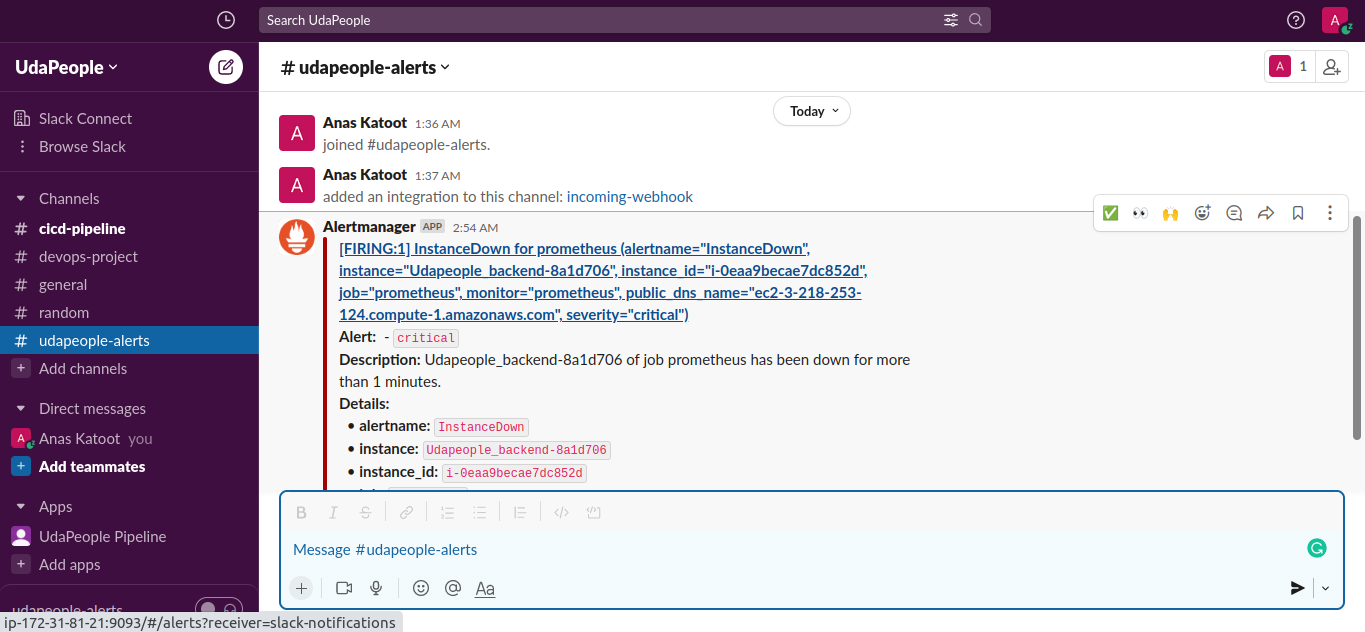 Search UdaPeople
A
UdaPeople
Slack Connect
Browse Slack
Channels
# cicd-pipeline
# devops-project
# general
# random
# udapeople-alerts
+ Add channels
Direct messages
A Anas Katoot you
+ Add teammates
Apps
UdaPeople Pipeline
+ Add apps
udapeople-alerts
ip-172-31-81-21:9093/#/alerts?receiver=slack-notifications
# udapeople-alerts
A 1
Today
A
Anas Katoot 1:36 AM
joined #udapeople-alerts.
A
Anas Katoot 1:37 AM
added an integration to this channel: incoming-webhook
Alertmanager APP 2:54 AM
[FIRING:1] InstanceDown for prometheus (alertname="InstanceDown",
instance="Udapeople_backend-8a1d706", instance_id="i-0eaa9becae7dc852d",
job="prometheus", monitor="prometheus", public_dns_name="ec2-3-218-253-
124.compute-1.amazonaws.com", severity="critical")
Alert: - critical
Description: Udapeople_backend-8a1d706 of job prometheus has been down for more
than 1 minutes.
Details:
• alertname: InstanceDown
• instance: Udapeople_backend-8a1d706
• instance_id: i-0eaa9becae7dc852d
B I S
Message #udapeople-alerts
+ @ Aa